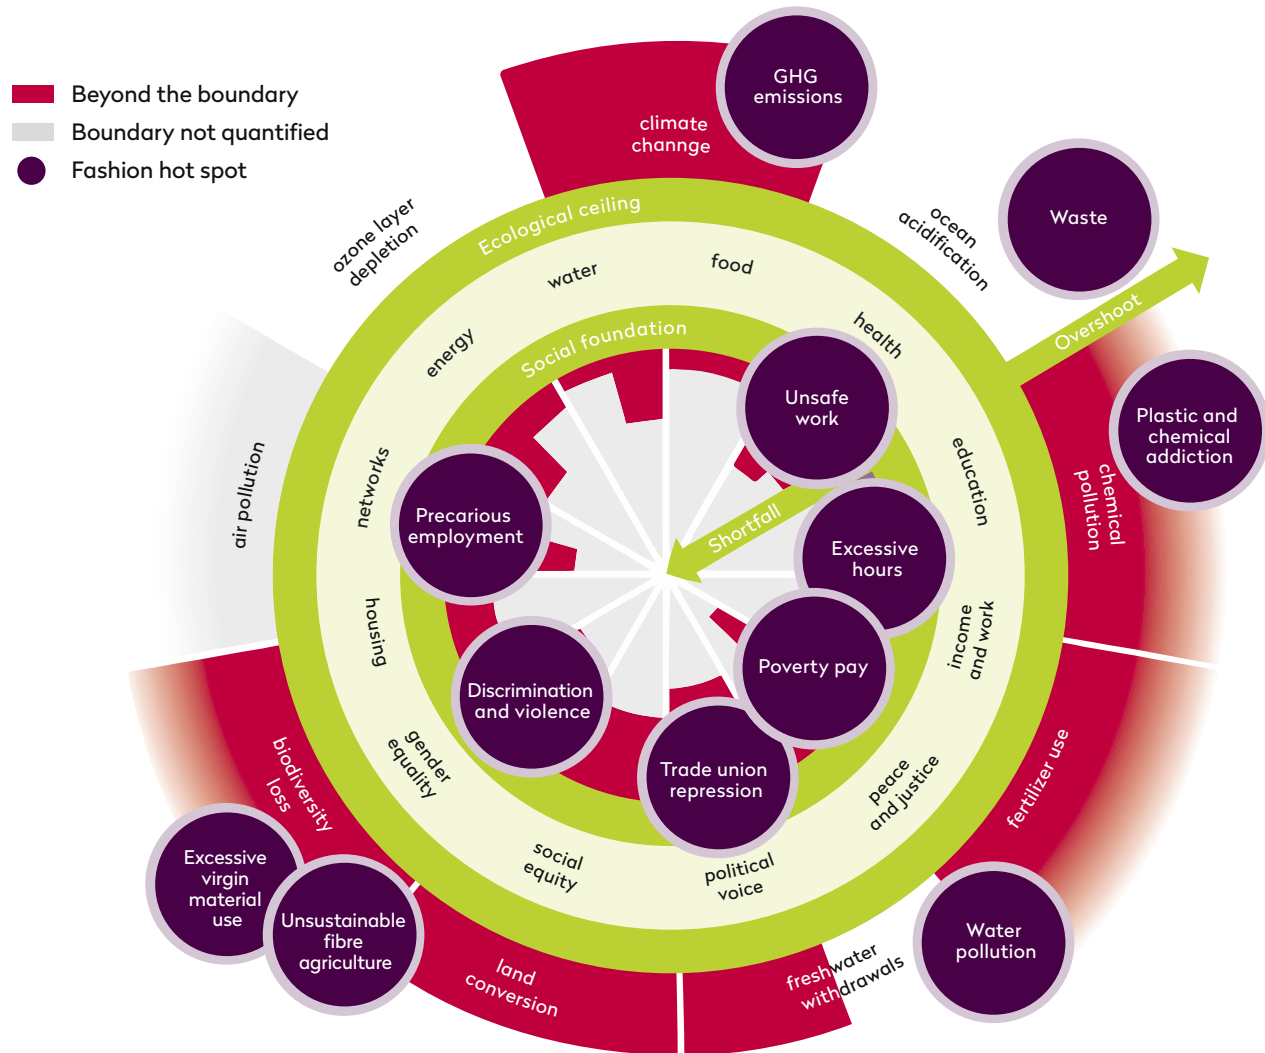 Beyond the boundary
Boundary not quantified
Fashion hot spot
GHG
emissions
climate
channge
Waste
ocean
acidification
ozone layer
depletion
Ecological ceiling
Overshoot
water
food
health
energy
Social foundation
Unsafe
work
Plastic and
chemical
addiction
chemical
pollution
education
networks
air pollution
Precarious
employment
Shortfall
Excessive
hours
housing
income
and work
Poverty pay
Discrimination
and violence
gender
equality
Trade union
repression
peace
and justice
fertilizer use
biodiversity
loss
social
equity
political
voice
Excessive
virgin
material
use
Unsustainable
fibre
agriculture
land
conversion
freshwater
withdrawals
Water
pollution